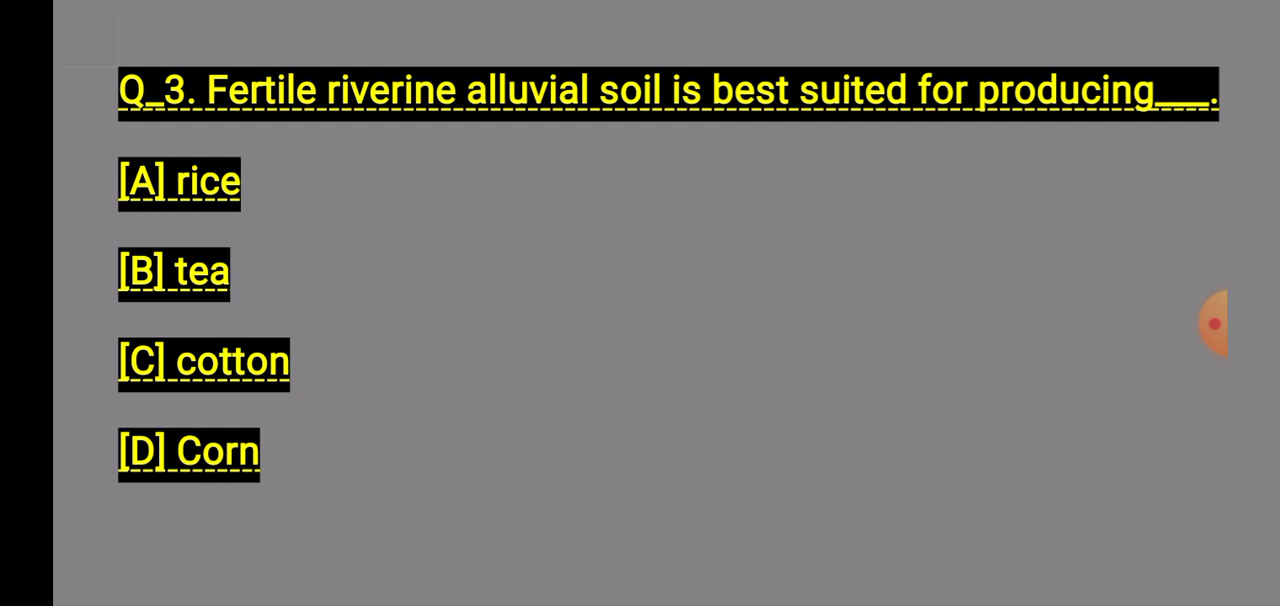 Q_3. Fertile riverine alluvial soil is best suited for producing___.
[A] rice
[B] tea
[C] cotton
[D] Corn